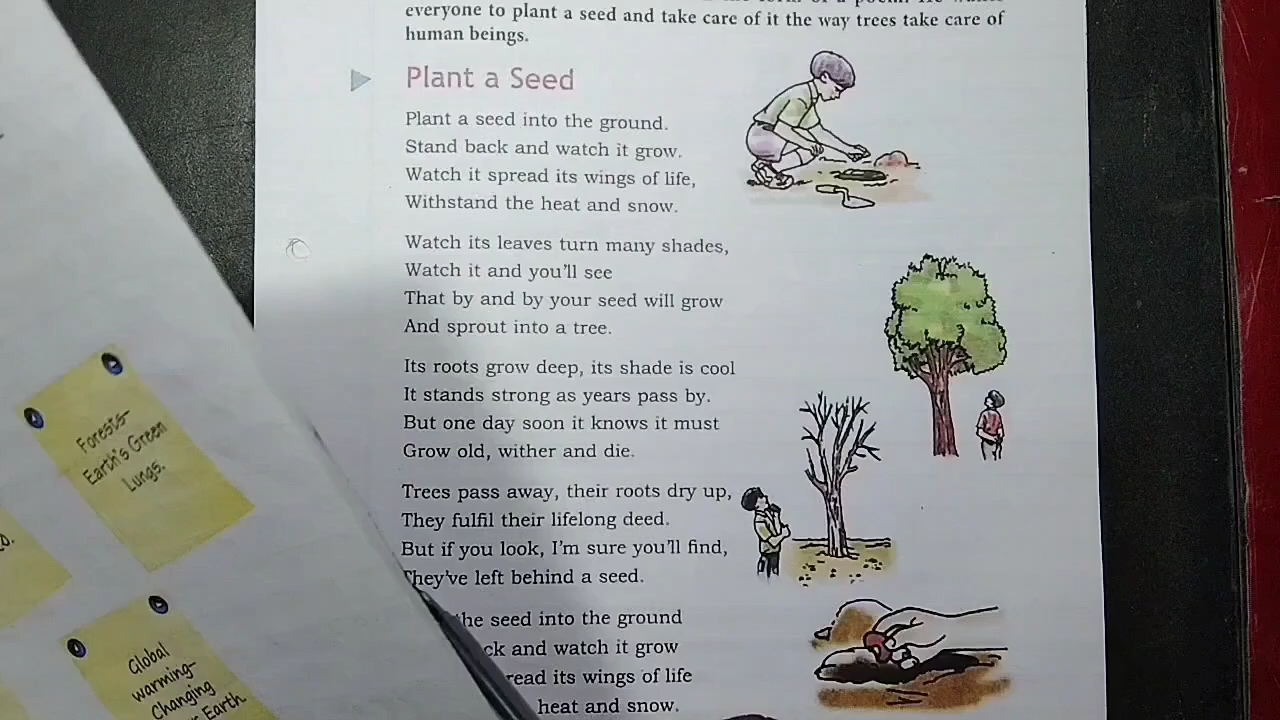 everyone to plant a seed and take care of it the way trees take care of
human beings.
Plant a Seed
Plant a seed into the ground.
Stand back and watch it grow.
Watch it spread its wings of life,
Withstand the heat and snow.
Watch its leaves turn many shades,
Watch it and you'll see
That by and by your seed will grow
And sprout into a tree.
Its roots grow deep, its shade is cool
It stands strong as years pass by.
But one day soon it knows it must
Grow old, wither and die.
Trees pass away, their roots dry up,
They fulfil their lifelong deed.
But if you look, I'm sure you'll find,
They've left behind a seed.
the seed into the ground
and watch it grow
its wings of life
heat and snow.
Forests-
Earth's Green
Lungs.
Global
warming-
Changing
Earth